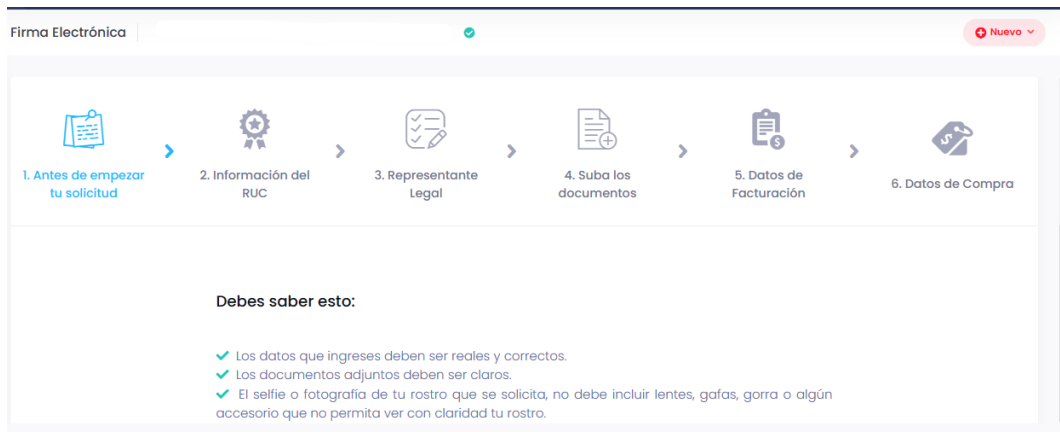 Firma Electrónica
Nuevo
1. Antes de empezar
tu solicitud
2. Información del
RUC
3. Representante
Legal
4. Suba los
documentos
5. Datos de
Facturación
6. Datos de Compra
Debes saber esto:
Los datos que ingreses deben ser reales y correctos.
Los documentos adjuntos deben ser claros.
El selfie o fotografía de tu rostro que se solicita, no debe incluir lentes, gafas, gorra o algún
accesorio que no permita ver con claridad tu rostro.